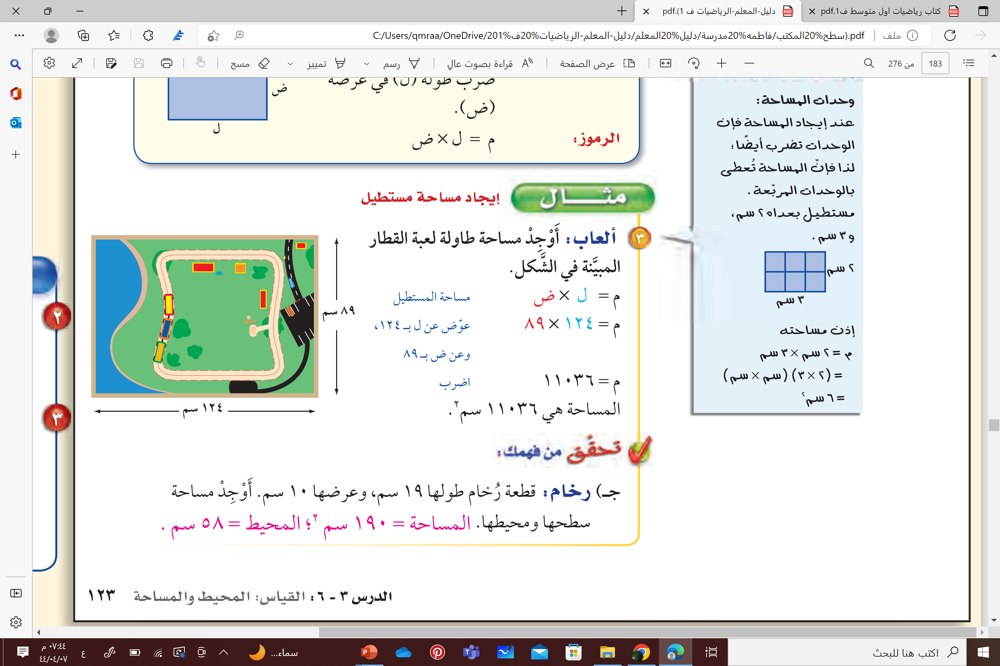 كتاب رياضيات اول متوسط ف1.pdf
دليل-المعلم-الرياضيات ف 1).pdf
ملف
C:/Users/qmraa/OneDrive/سطح%20المكتب/فاطمه%20مدرسة/دليل%20المعلم/دليل-المعلم-الرياضيات%20ف%201).pdf
183
من 276
عرض الصفحة
قراءة بصوت عالٍ
رسم
تمييز
مسح
ضرب طوله (ل) في عرضه
(ض).
الرموز: م = ل × ض
ض
ل
وحدات المساحة:
عند إيجاد المساحة فإن
الوحدات تضرب أيضًا؛
لذا فإنّ المساحة تُعطى
بالوحدات المربّعة.
مستطيل بعداه ٢ سم،
و ٣ سم.
٢ سم
٣ سم
إذن مساحته
م = ٢ سم × ٣ سم
= (٢ × ٣) (سم × سم)
= ٦ سم٢
مثــال
إيجاد مساحة مستطيل
٣
ألعاب: أَوْجِدْ مساحة طاولة لعبة القطار
المبيَّنة في الشَّكل.
م = ل × ض مساحة المستطيل
م = ١٢٤ × ٨٩ عوّض عن ل بـ ١٢٤،
وعن ض بـ ٨٩
م = ١١٠٣٦ اضرب
المساحة هي ١١٠٣٦ سم٢.
٨٩ سم
١٢٤ سم
تحقق من فهمك:
جـ) رخام: قطعة رُخام طولها ١٩ سم، وعرضها ١٠ سم. أَوْجِدْ مساحة
سطحها ومحيطها. المساحة = ١٩٠ سم٢؛ المحيط = ٥٨ سم.
الدرس ٣ - ٦: القياس: المحيط والمساحة ١٢٣
٢
٣
اكتب هنا للبحث
سماء...
ع
٠٧:٤٤ م
٤٤/٠٤/٠٧